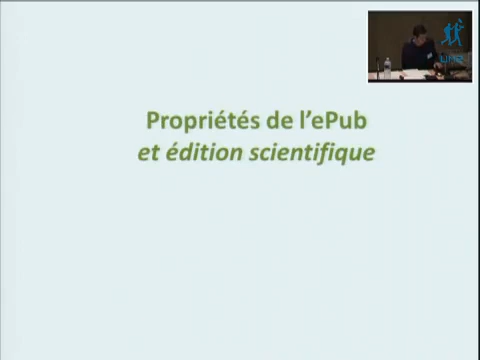 Propriétés de l'ePub
et édition scientifique